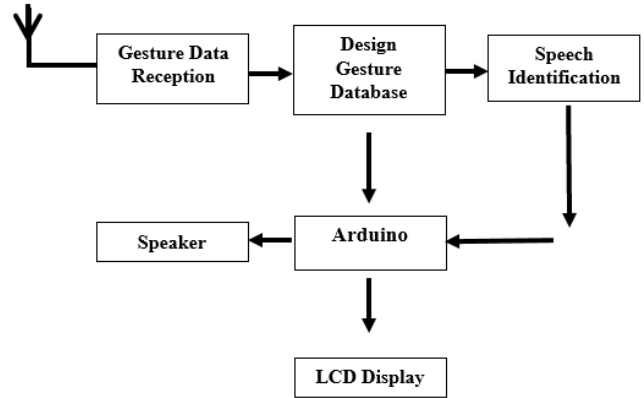 Gesture Data
Reception
Design
Gesture
Database
Speech
Identification
Speaker
Arduino
LCD Display